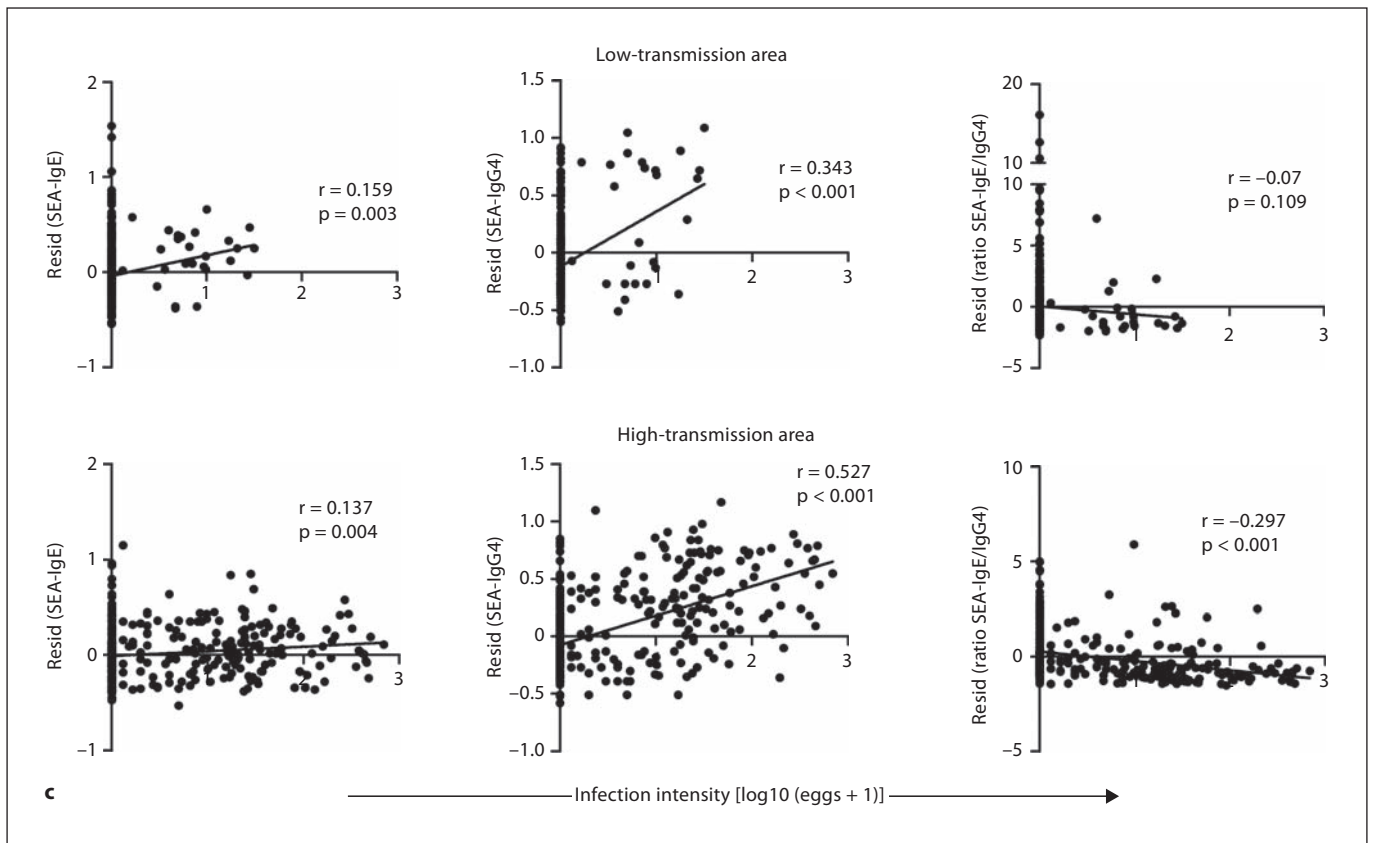 Low-transmission area
2
1
0
–1
1
2
3
Resid (SEA-IgE)
r = 0.159
p = 0.003
1.5
1.0
0.5
0
–0.5
–1.0
1
2
3
Resid (SEA-IgG4)
r = 0.343
p < 0.001
20
10
10
5
0
–5
1
2
3
Resid (ratio SEA-IgE/IgG4)
r = –0.07
p = 0.109
High-transmission area
2
1
0
–1
1
2
3
Resid (SEA-IgE)
r = 0.137
p = 0.004
1.5
1.0
0.5
0
–0.5
–1.0
1
2
3
Resid (SEA-IgG4)
r = 0.527
p < 0.001
10
5
0
–5
1
2
3
Resid (ratio SEA-IgE/IgG4)
r = –0.297
p < 0.001
c
Infection intensity [log10 (eggs + 1)]